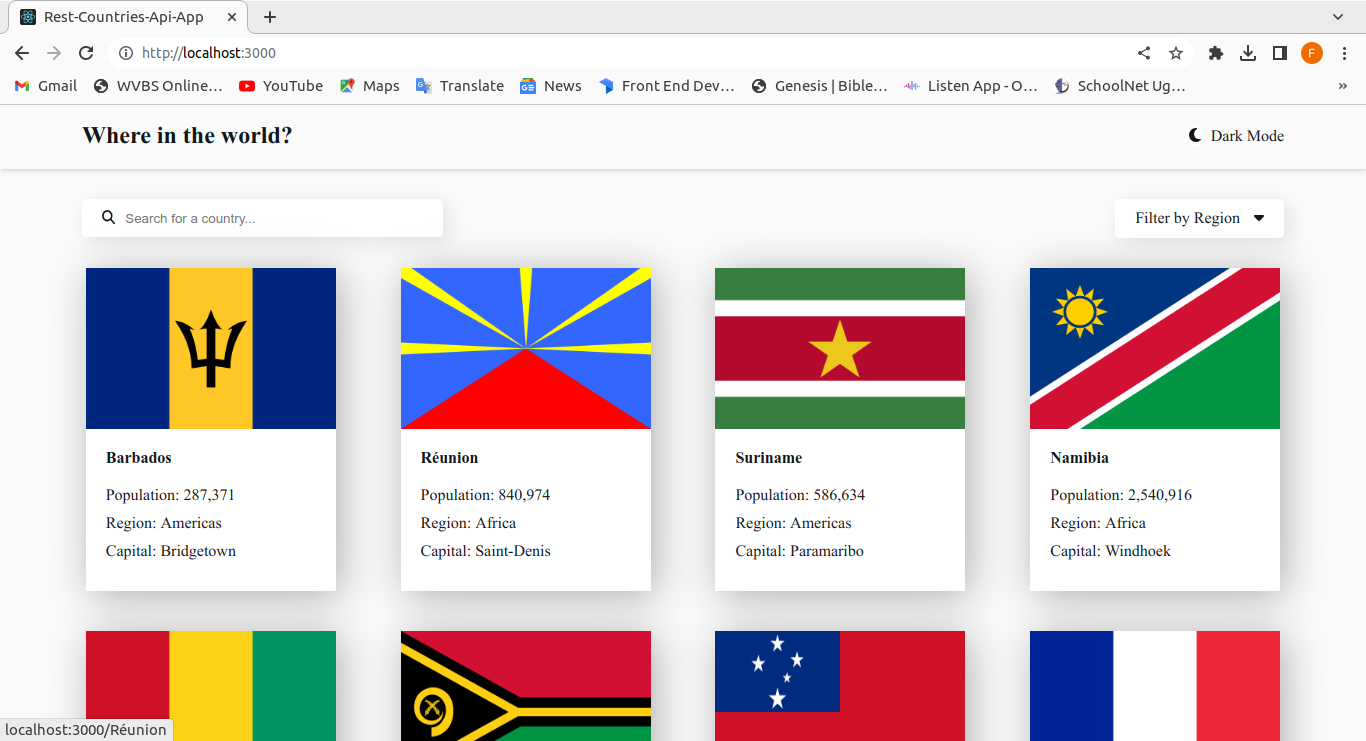 Rest-Countries-Api-App
http://localhost:3000
F
Gmail WVBS Online… YouTube Maps Translate News Front End Dev… Genesis | Bible… Listen App - O… SchoolNet Ug… »
Where in the world? Dark Mode
Search for a country... Filter by Region
Barbados Réunion Suriname Namibia
Population: 287,371 Population: 840,974 Population: 586,634 Population: 2,540,916
Region: Americas Region: Africa Region: Americas Region: Africa
Capital: Bridgetown Capital: Saint-Denis Capital: Paramaribo Capital: Windhoek
localhost:3000/Réunion